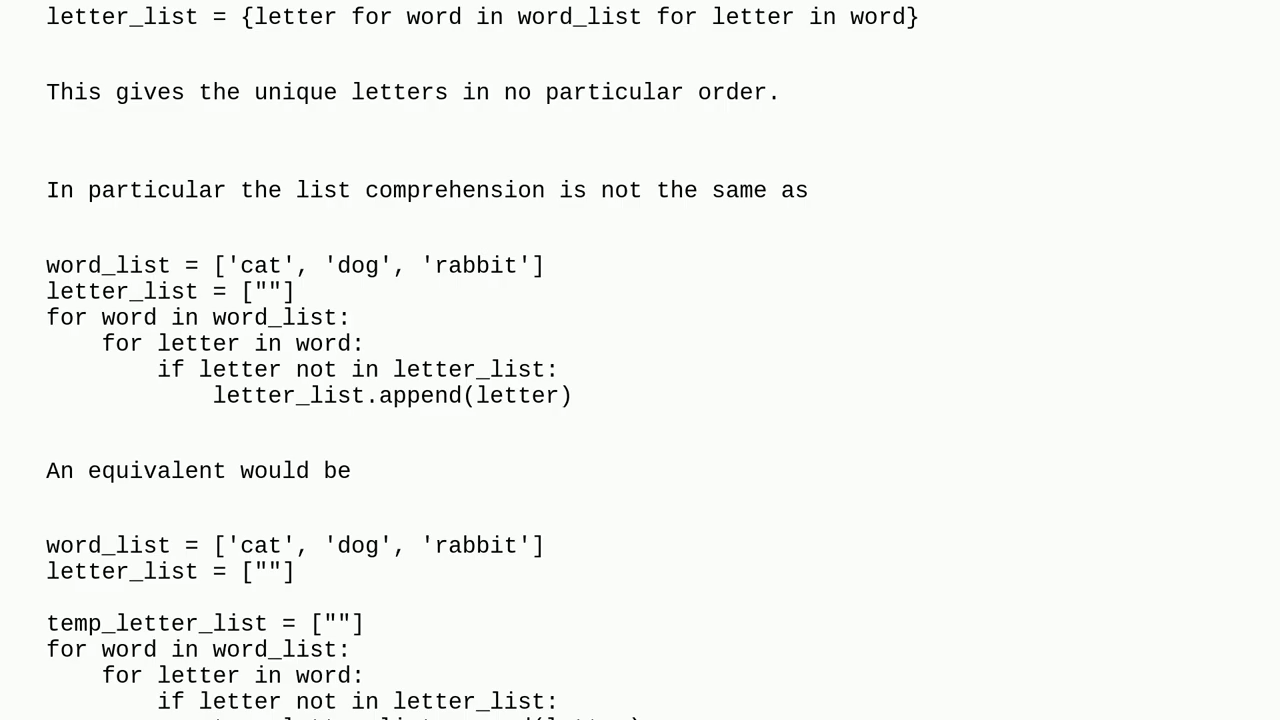 letter_list = {letter for word in word_list for letter in word}
This gives the unique letters in no particular order.
In particular the list comprehension is not the same as
word_list = ['cat', 'dog', 'rabbit']
letter_list = [""]
for word in word_list:
    for letter in word:
        if letter not in letter_list:
            letter_list.append(letter)
An equivalent would be
word_list = ['cat', 'dog', 'rabbit']
letter_list = [""]
temp_letter_list = [""]
for word in word_list:
    for letter in word:
        if letter not in letter_list: